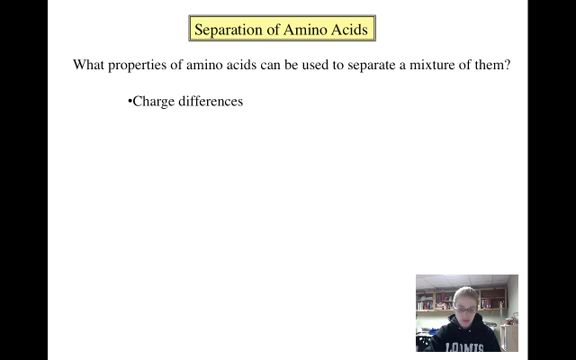 Separation of Amino Acids
What properties of amino acids can be used to separate a mixture of them?
•Charge differences
LOOMIS